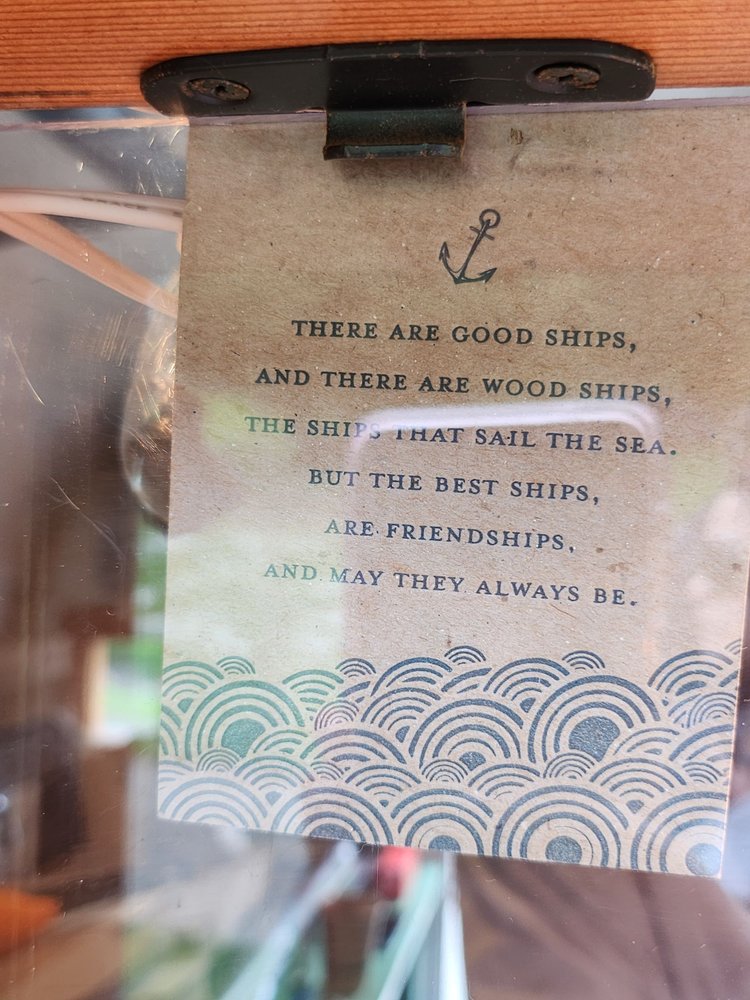 THERE ARE GOOD SHIPS,
AND THERE ARE WOOD SHIPS,
THE SHIPS THAT SAIL THE SEA.
BUT THE BEST SHIPS,
ARE FRIENDSHIPS,
AND MAY THEY ALWAYS BE.